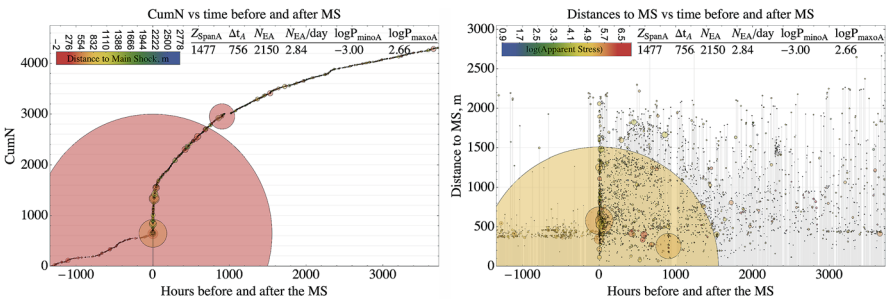 CumN vs time before and after MS
Z_SpanA Δt_A N_EA N_EA/day logP_minoA logP_maxoA
1477 756 2150 2.84 −3.00 2.66
−2 276 554 832 1110 1388 1666 1944 2222 2500 2778
Distance to Main Shock, m
CumN
4000
3000
2000
1000
0
−1000 0 1000 2000 3000
Hours before and after the MS
Distances to MS vs time before and after MS
Z_SpanA Δt_A N_EA N_EA/day logP_minoA logP_maxoA
1477 756 2150 2.84 −3.00 2.66
0.9 1.7 2.5 3.3 4.1 4.9 5.7 6.5
log(Apparent Stress)
Distance to MS, m
3000
2500
2000
1500
1000
500
0
−1000 0 1000 2000 3000
Hours before and after the MS